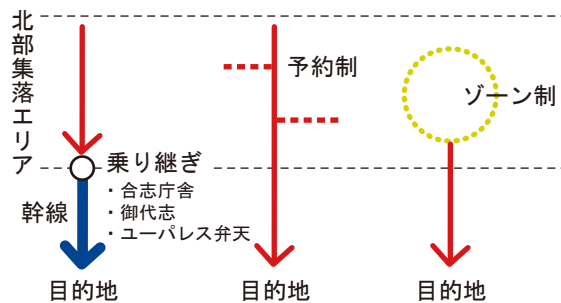 北部集落エリア
予約制
ゾーン制
乗り継ぎ
・合志庁舎
・御代志
・ユーパレス弁天
幹線
目的地
目的地
目的地